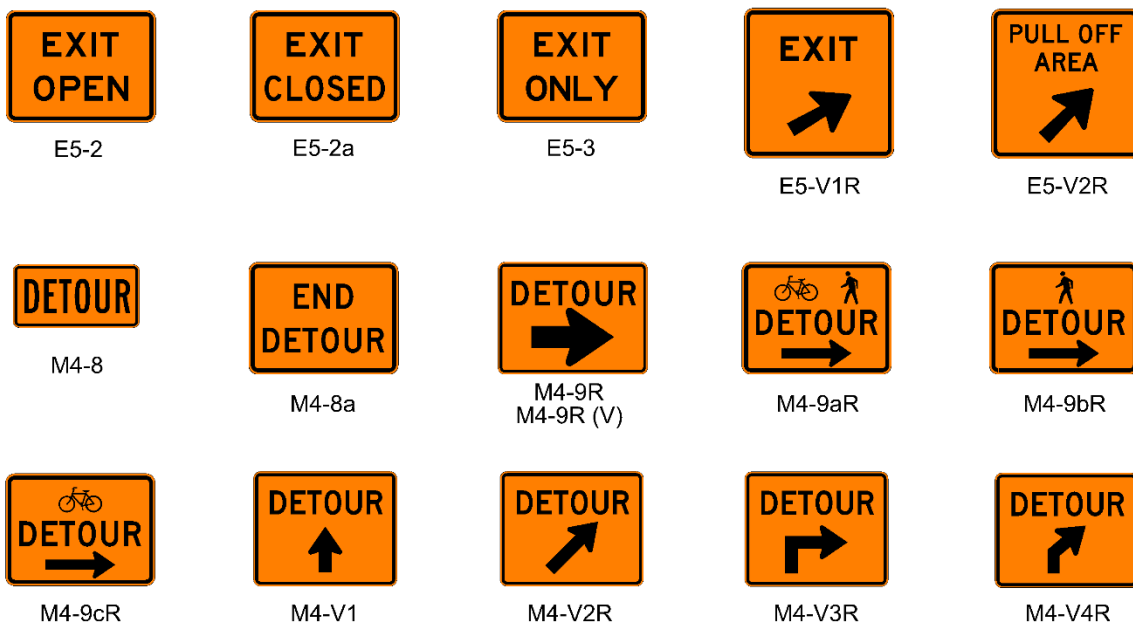 EXIT
OPEN
E5-2
EXIT
CLOSED
E5-2a
EXIT
ONLY
E5-3
EXIT
E5-V1R
PULL OFF
AREA
E5-V2R
DETOUR
M4-8
END
DETOUR
M4-8a
DETOUR
M4-9R
M4-9R (V)
DETOUR
M4-9aR
DETOUR
M4-9bR
DETOUR
M4-9cR
DETOUR
M4-V1
DETOUR
M4-V2R
DETOUR
M4-V3R
DETOUR
M4-V4R